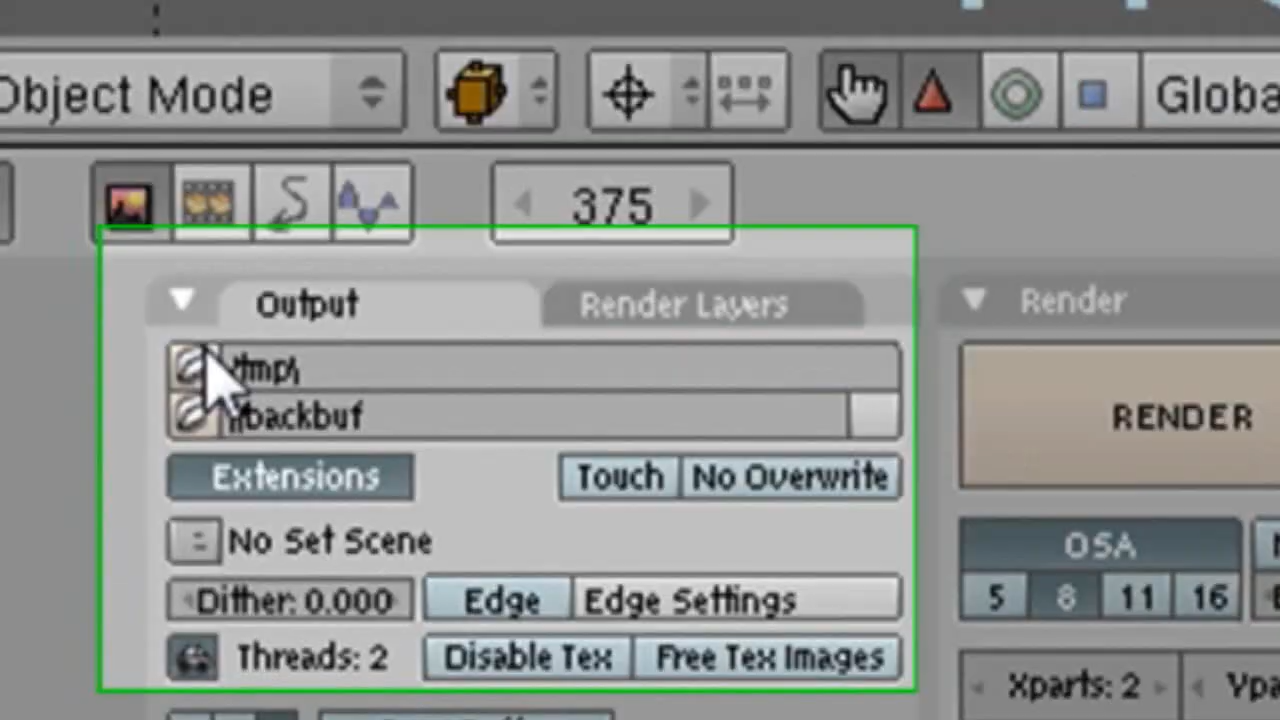 Object Mode Globa
375
Output Render Layers Render
/tmp\
//backbuf RENDER
Extensions Touch No Overwrite
No Set Scene OSA
Dither: 0.000 Edge Edge Settings 5 8 11 16
Threads: 2 Disable Tex Free Tex Images Xparts: 2 Ypa